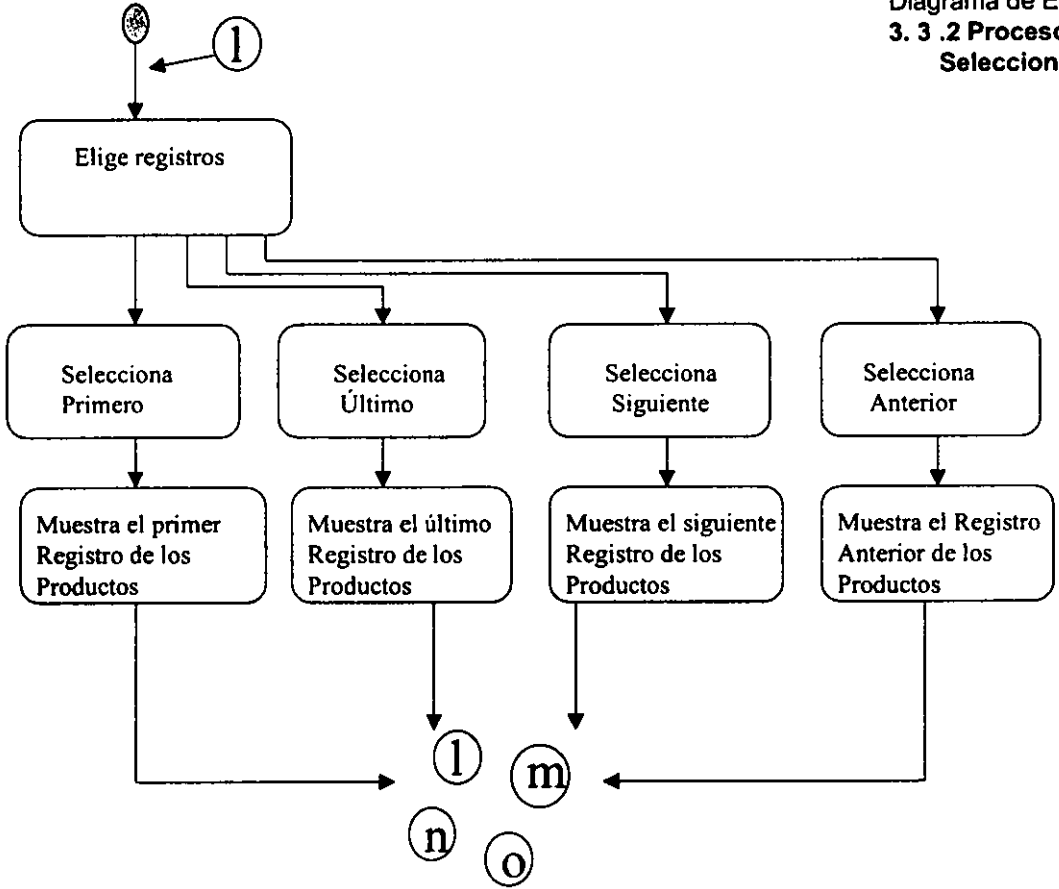 Diagrama de E
3. 3 .2 Proceso
Seleccion
l
Elige registros
Selecciona
Primero
Selecciona
Último
Selecciona
Siguiente
Selecciona
Anterior
Muestra el primer
Registro de los
Productos
Muestra el último
Registro de los
Productos
Muestra el siguiente
Registro de los
Productos
Muestra el Registro
Anterior de los
Productos
l
m
n
o